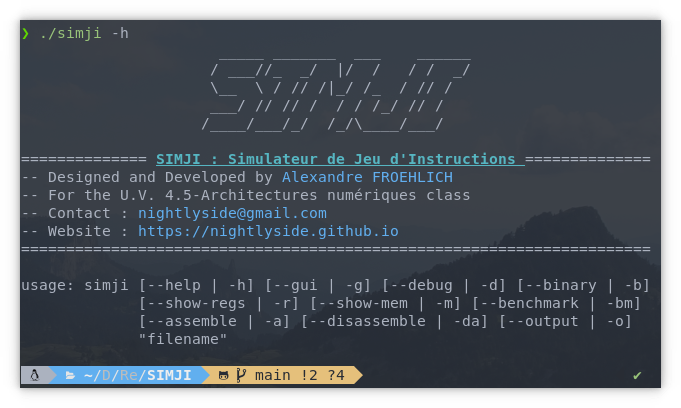 ❯ ./simji -h
SIMJI
============== SIMJI : Simulateur de Jeu d'Instructions ==============
-- Designed and Developed by Alexandre FROEHLICH
-- For the U.V. 4.5-Architectures numériques class
-- Contact : nightlyside@gmail.com
-- Website : https://nightlyside.github.io
======================================================================
usage: simji [--help | -h] [--gui | -g] [--debug | -d] [--binary | -b]
[--show-regs | -r] [--show-mem | -m] [--benchmark | -bm]
[--assemble | -a] [--disassemble | -da] [--output | -o]
"filename"
~/D/Re/SIMJI main !2 ?4 ✔